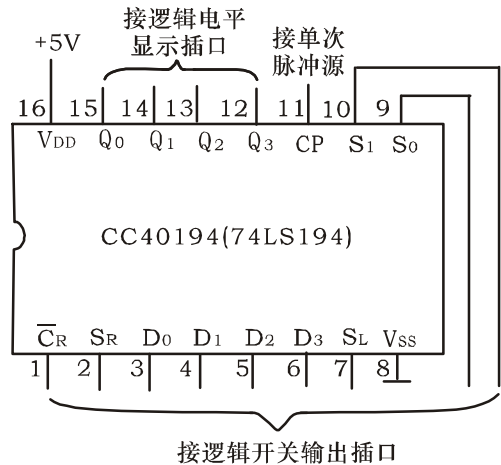 接逻辑电平
显示插口
接单次
脉冲源
+5V
16 15 14 13 12 11 10 9
VDD Q0 Q1 Q2 Q3 CP S1 S0
CC40194(74LS194)
C̅R SR D0 D1 D2 D3 SL VSS
1 2 3 4 5 6 7 8
接逻辑开关输出插口